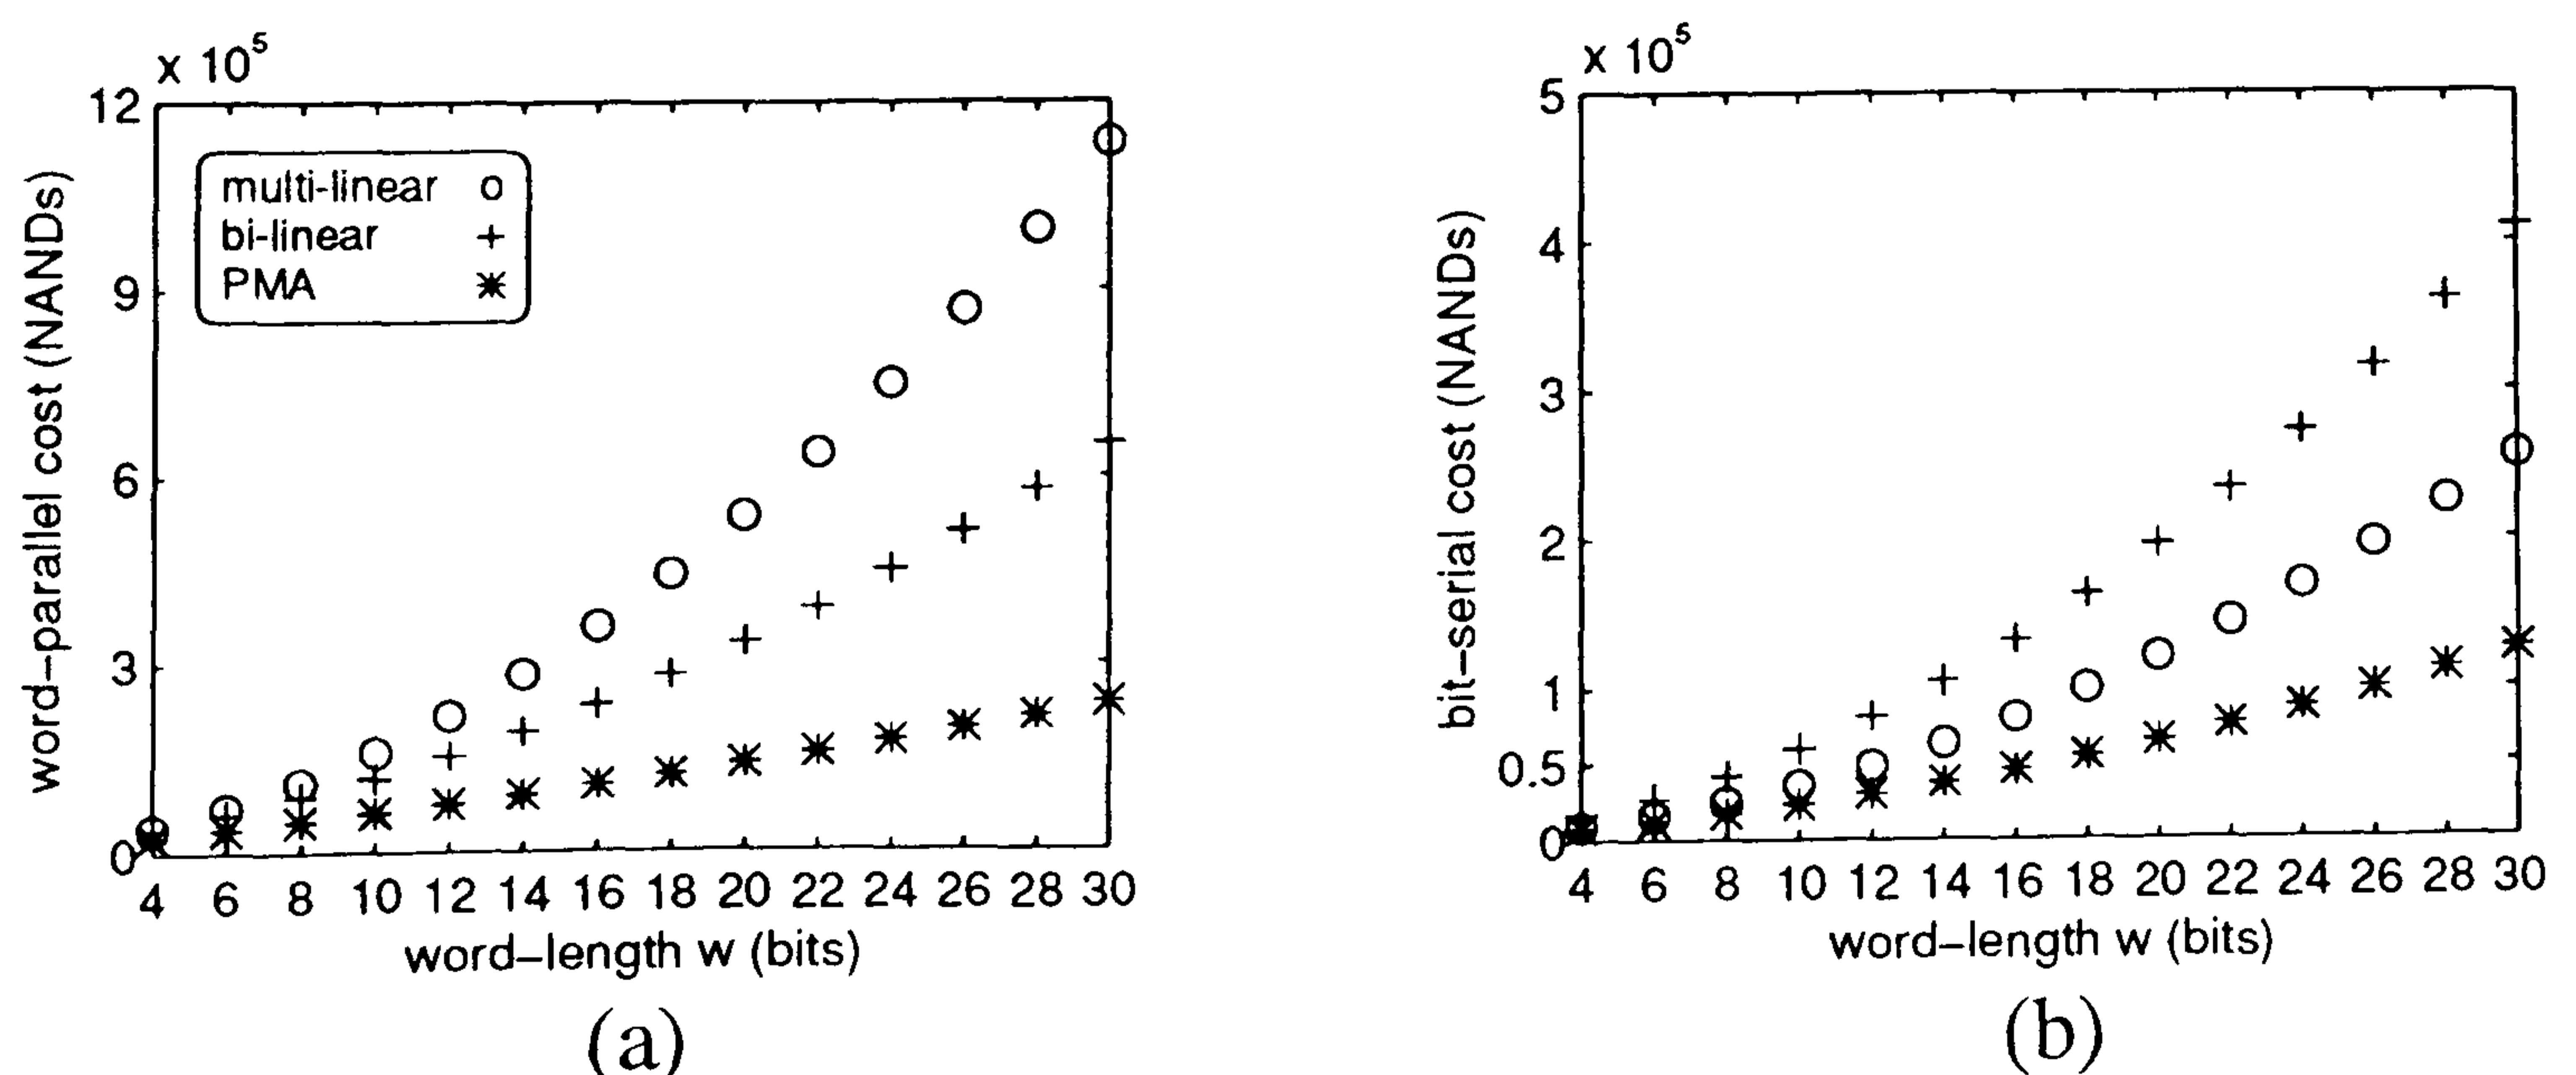 x 10^5
12
9
6
3
0
word–parallel cost (NANDs)
multi-linear o
bi-linear +
PMA *
4 6 8 10 12 14 16 18 20 22 24 26 28 30
word–length w (bits)
(a)
x 10^5
5
4
3
2
1
0.5
0
bit–serial cost (NANDs)
4 6 8 10 12 14 16 18 20 22 24 26 28 30
word–length w (bits)
(b)